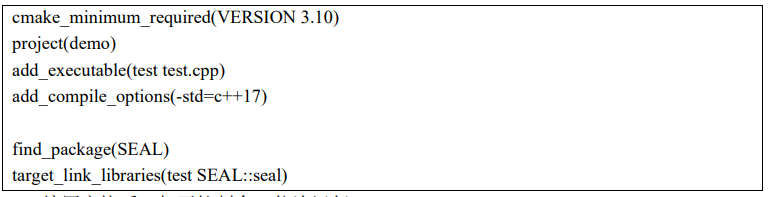 cmake_minimum_required(VERSION 3.10)
project(demo)
add_executable(test test.cpp)
add_compile_options(-std=c++17)
find_package(SEAL)
target_link_libraries(test SEAL::seal)